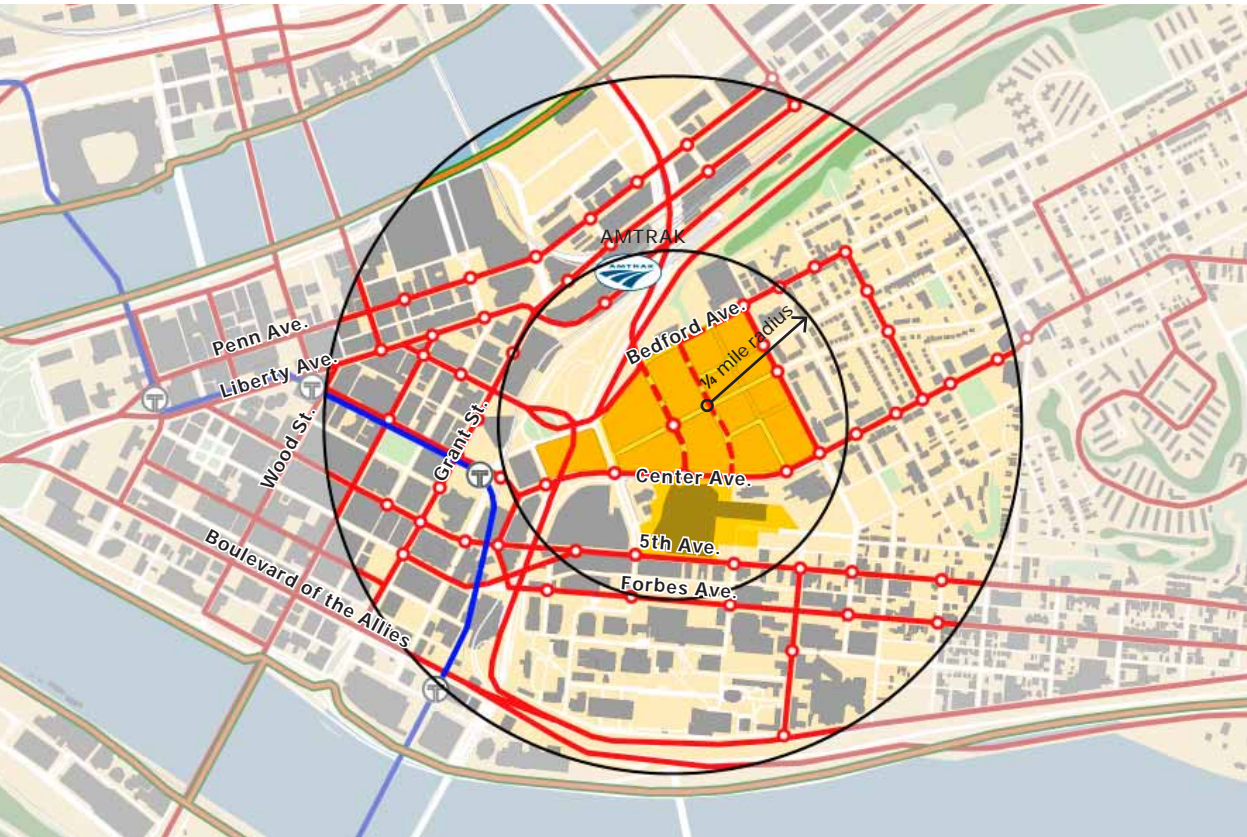 AMTRAK
AMTRAK
Penn Ave.
Bedford Ave.
¼ mile radius
Liberty Ave.
T
T
Wood St.
Grant St.
T
Center Ave.
5th Ave.
Boulevard of the Allies
Forbes Ave.
T